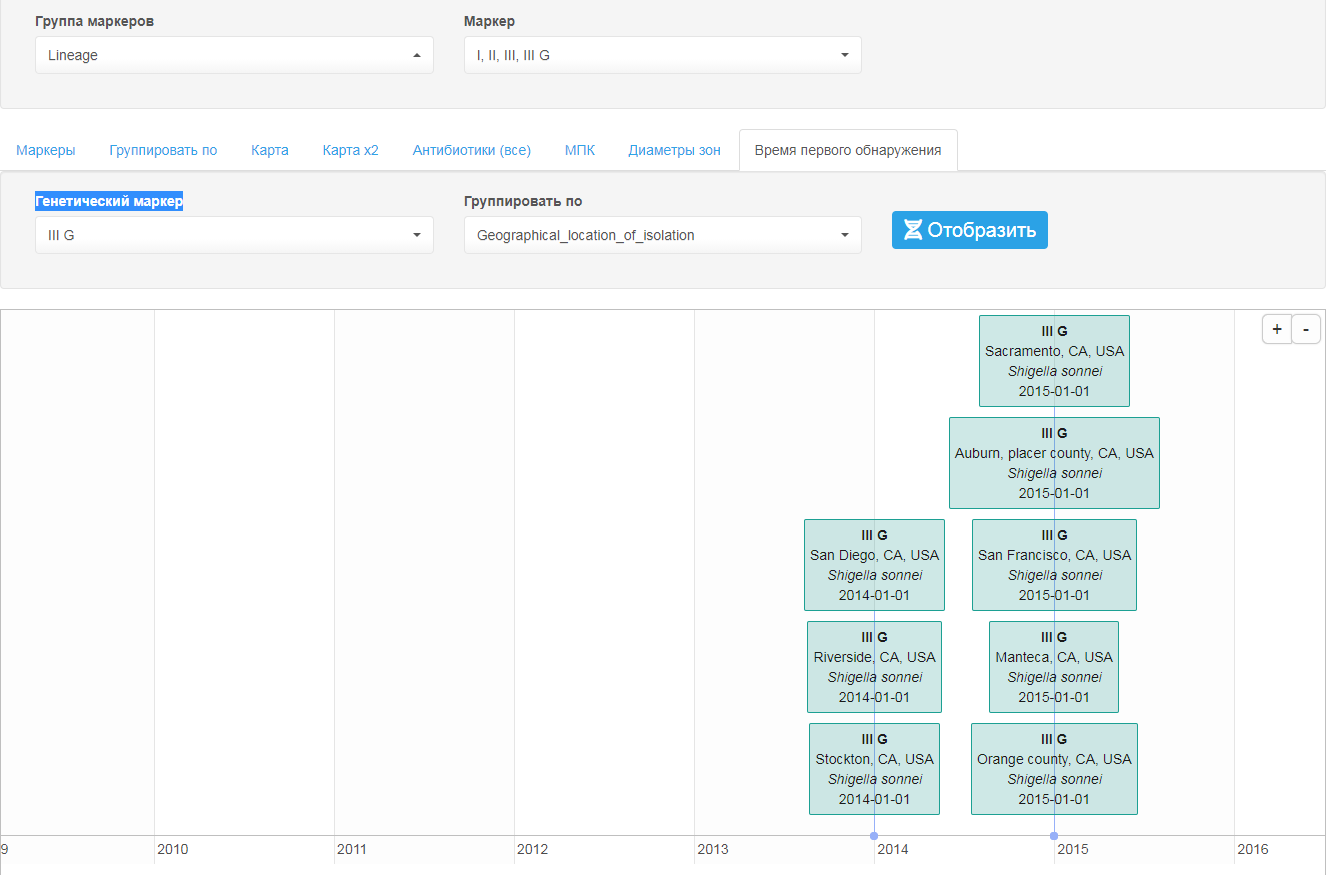 Группа маркеров
Маркер
Lineage
I, II, III, III G
Маркеры
Группировать по
Карта
Карта x2
Антибиотики (все)
МПК
Диаметры зон
Время первого обнаружения
Генетический маркер
Группировать по
III G
Geographical_location_of_isolation
Отобразить
+
-
III G
Sacramento, CA, USA
Shigella sonnei
2015-01-01
III G
Auburn, placer county, CA, USA
Shigella sonnei
2015-01-01
III G
San Diego, CA, USA
Shigella sonnei
2014-01-01
III G
San Francisco, CA, USA
Shigella sonnei
2015-01-01
III G
Riverside, CA, USA
Shigella sonnei
2014-01-01
III G
Manteca, CA, USA
Shigella sonnei
2015-01-01
III G
Stockton, CA, USA
Shigella sonnei
2014-01-01
III G
Orange county, CA, USA
Shigella sonnei
2015-01-01
9
2010
2011
2012
2013
2014
2015
2016